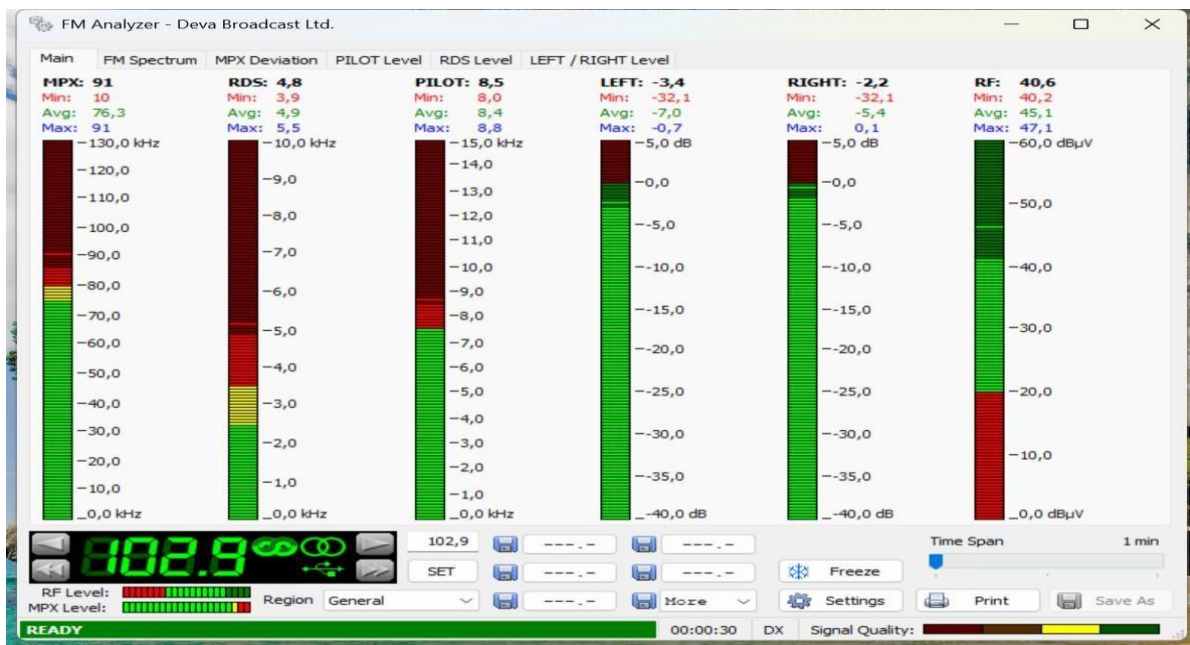 FM Analyzer - Deva Broadcast Ltd.
Main FM Spectrum MPX Deviation PILOT Level RDS Level LEFT / RIGHT Level
MPX: 91 RDS: 4,8 PILOT: 8,5 LEFT: -3,4 RIGHT: -2,2 RF: 40,6
Min: 10 Min: 3,9 Min: 8,0 Min: -32,1 Min: -32,1 Min: 40,2
Avg: 76,3 Avg: 4,9 Avg: 8,4 Avg: -7,0 Avg: -5,4 Avg: 45,1
Max: 91 Max: 5,5 Max: 8,8 Max: -0,7 Max: 0,1 Max: 47,1
130,0 kHz
120,0
110,0
100,0
90,0
80,0
70,0
60,0
50,0
40,0
30,0
20,0
10,0
0,0 kHz
10,0 kHz
9,0
8,0
7,0
6,0
5,0
4,0
3,0
2,0
1,0
0,0 kHz
15,0 kHz
14,0
13,0
12,0
11,0
10,0
9,0
8,0
7,0
6,0
5,0
4,0
3,0
2,0
1,0
0,0 kHz
5,0 dB
0,0
-5,0
-10,0
-15,0
-20,0
-25,0
-30,0
-35,0
-40,0 dB
5,0 dB
0,0
-5,0
-10,0
-15,0
-20,0
-25,0
-30,0
-35,0
-40,0 dB
60,0 dBµV
50,0
40,0
30,0
20,0
10,0
0,0 dBµV
102.9
102,9 ---.- ---.-
SET ---.- ---.-
---.- More
RF Level:
MPX Level:
Region General
Time Span 1 min
Freeze
Settings Print Save As
READY 00:00:30 DX Signal Quality: